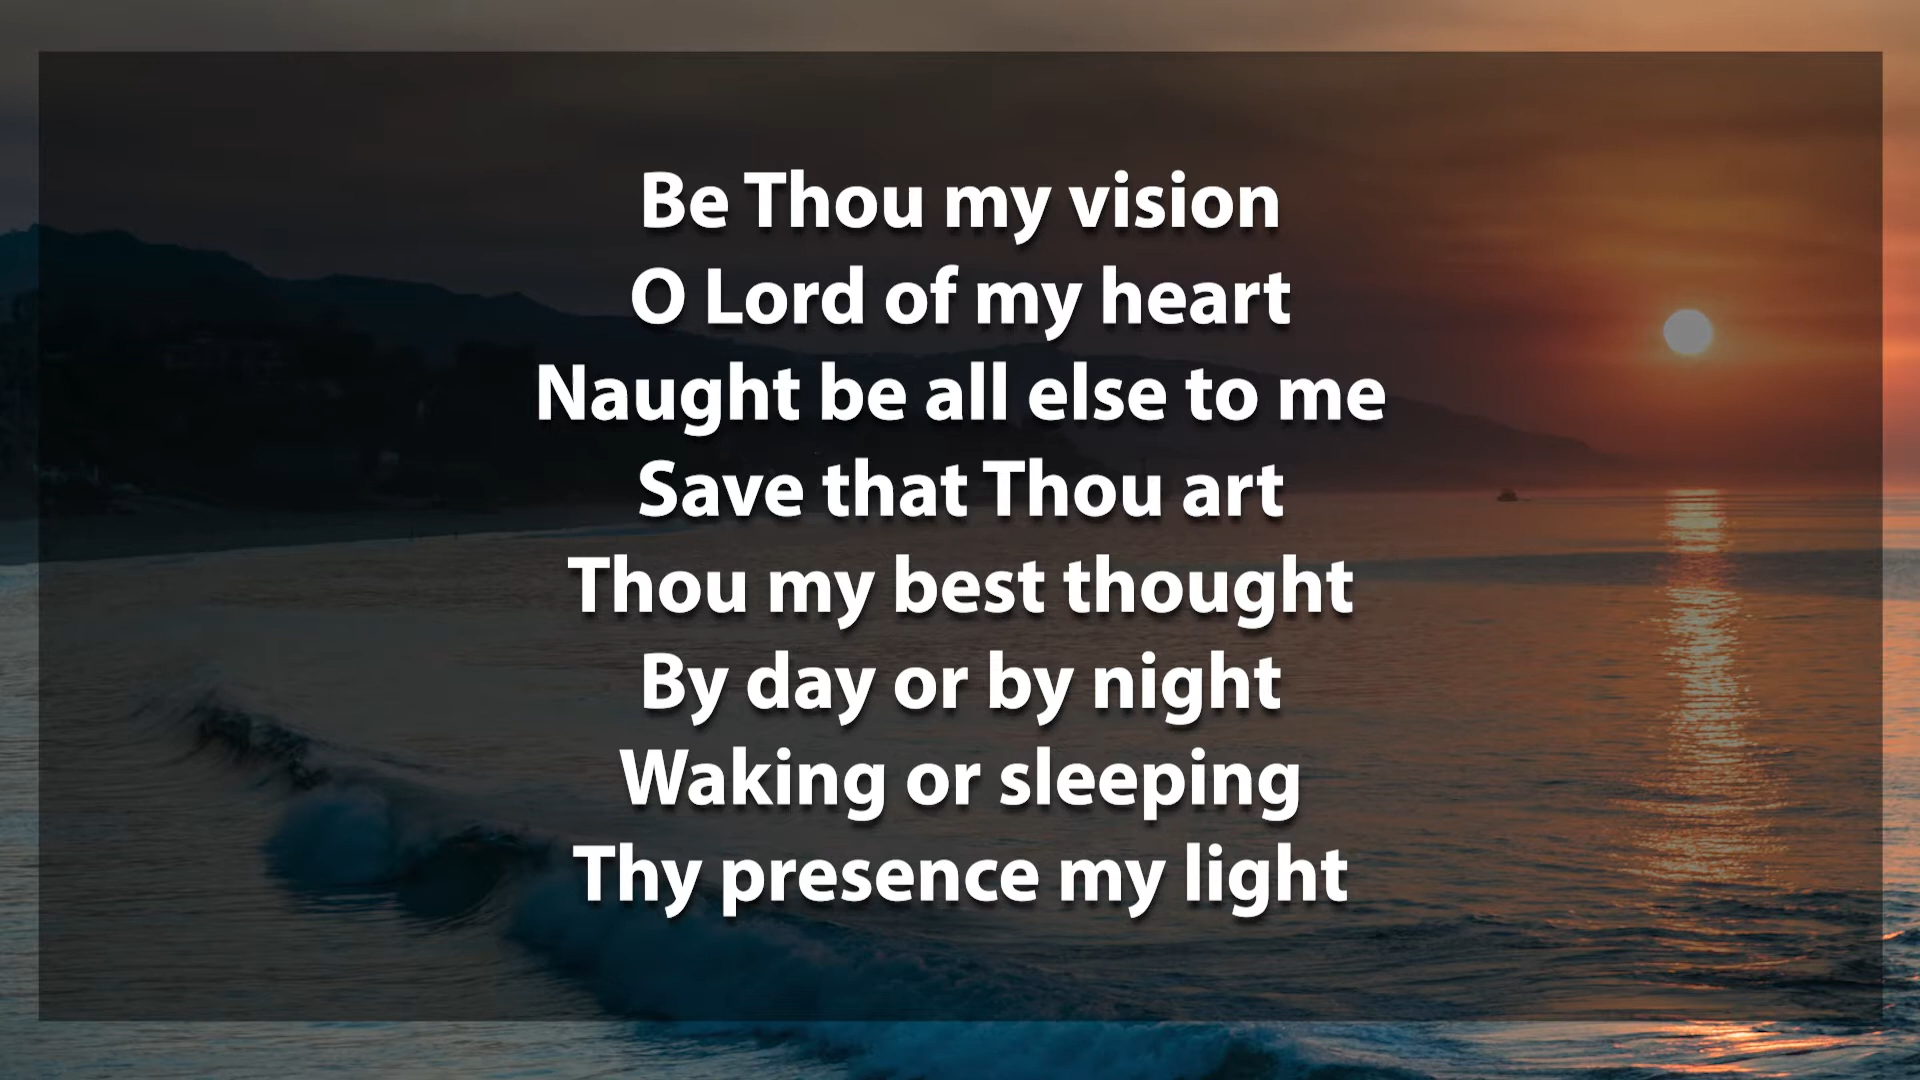 Be Thou my vision
O Lord of my heart
Naught be all else to me
Save that Thou art
Thou my best thought
By day or by night
Waking or sleeping
Thy presence my light